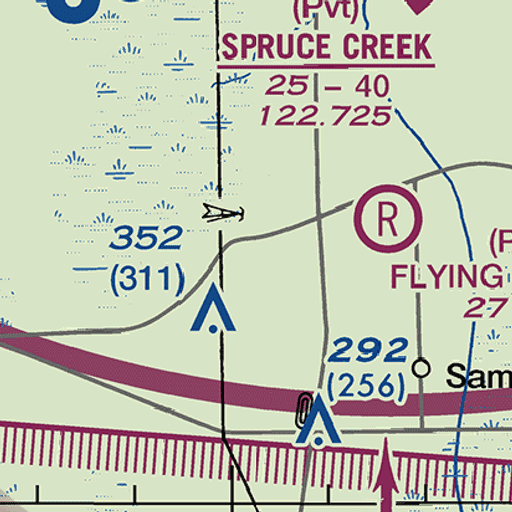 (Pvt)
SPRUCE CREEK
25 - 40
122.725
R
352
(311)
(P
FLYING
27
292
(256)
Sam